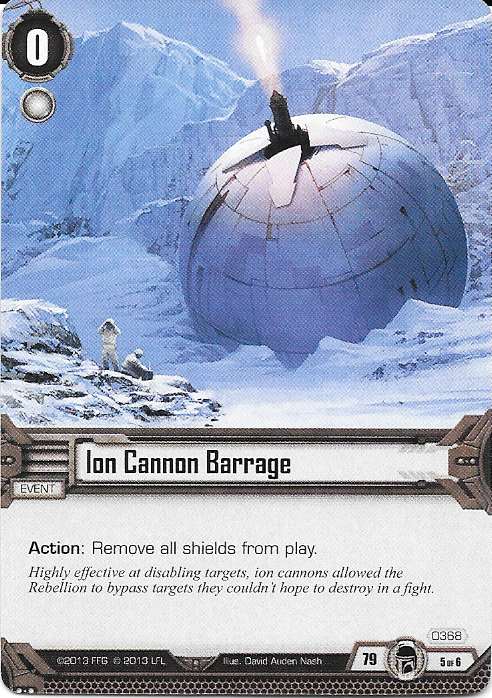 0
Ion Cannon Barrage
EVENT
Action: Remove all shields from play.
Highly effective at disabling targets, ion cannons allowed the
Rebellion to bypass targets they couldn't hope to destroy in a fight.
0368
©2013 FFG © 2013 LFL Illus. David Auden Nash 79 5 OF 6